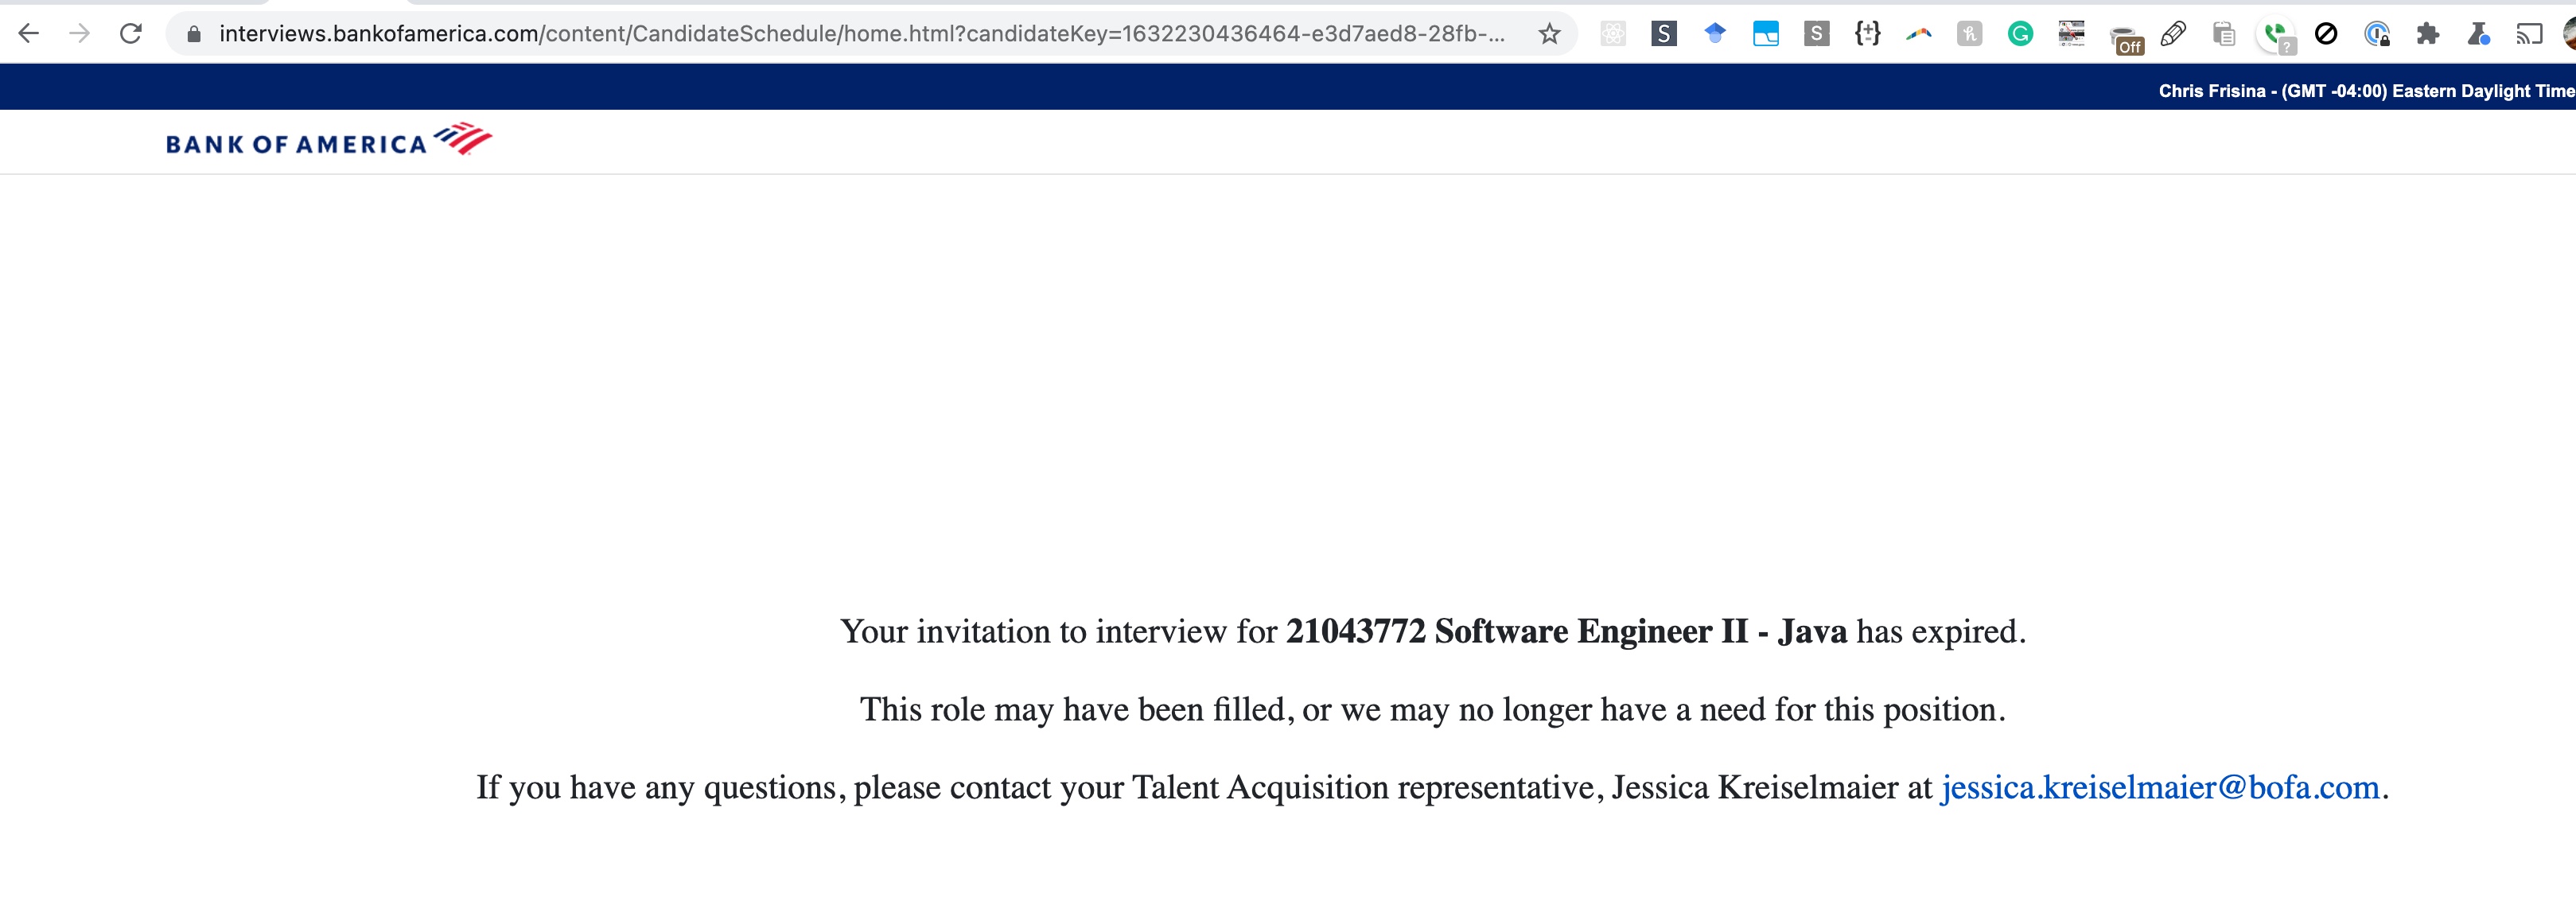 interviews.bankofamerica.com/content/CandidateSchedule/home.html?candidateKey=1632230436464-e3d7aed8-28fb-...
S
S
{±}
h
G
Off
?
Chris Frisina - (GMT -04:00) Eastern Daylight Time
BANK OF AMERICA
Your invitation to interview for 21043772 Software Engineer II - Java has expired.
This role may have been filled, or we may no longer have a need for this position.
If you have any questions, please contact your Talent Acquisition representative, Jessica Kreiselmaier at jessica.kreiselmaier@bofa.com.